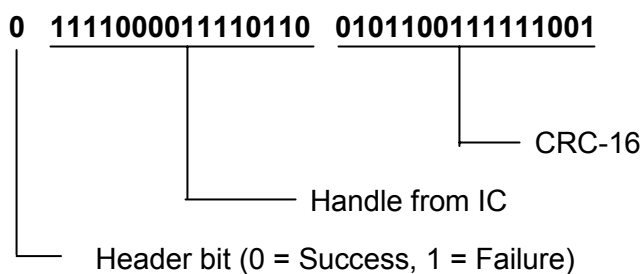 0 1111000011110110 0101100111111001
CRC-16
Handle from IC
Header bit (0 = Success, 1 = Failure)